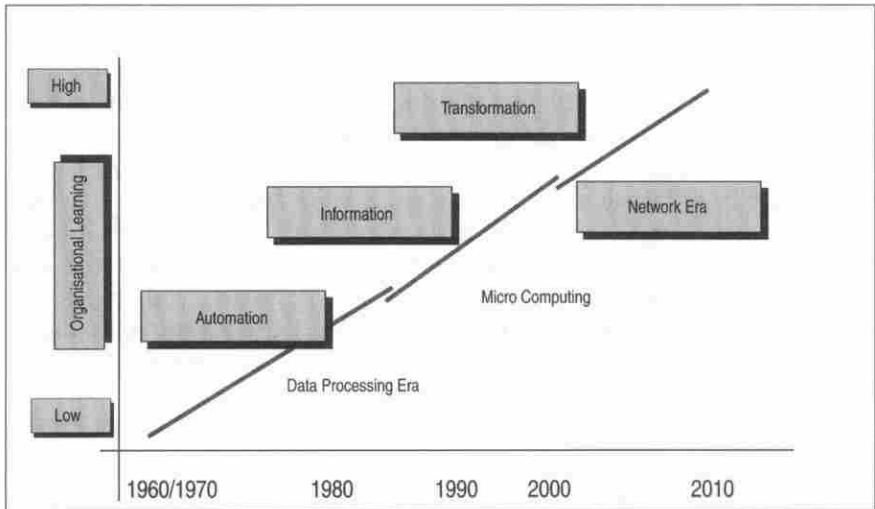 High
Transformation
Organisational Learning
Information
Network Era
Micro Computing
Automation
Data Processing Era
Low
1960/1970 1980 1990 2000 2010